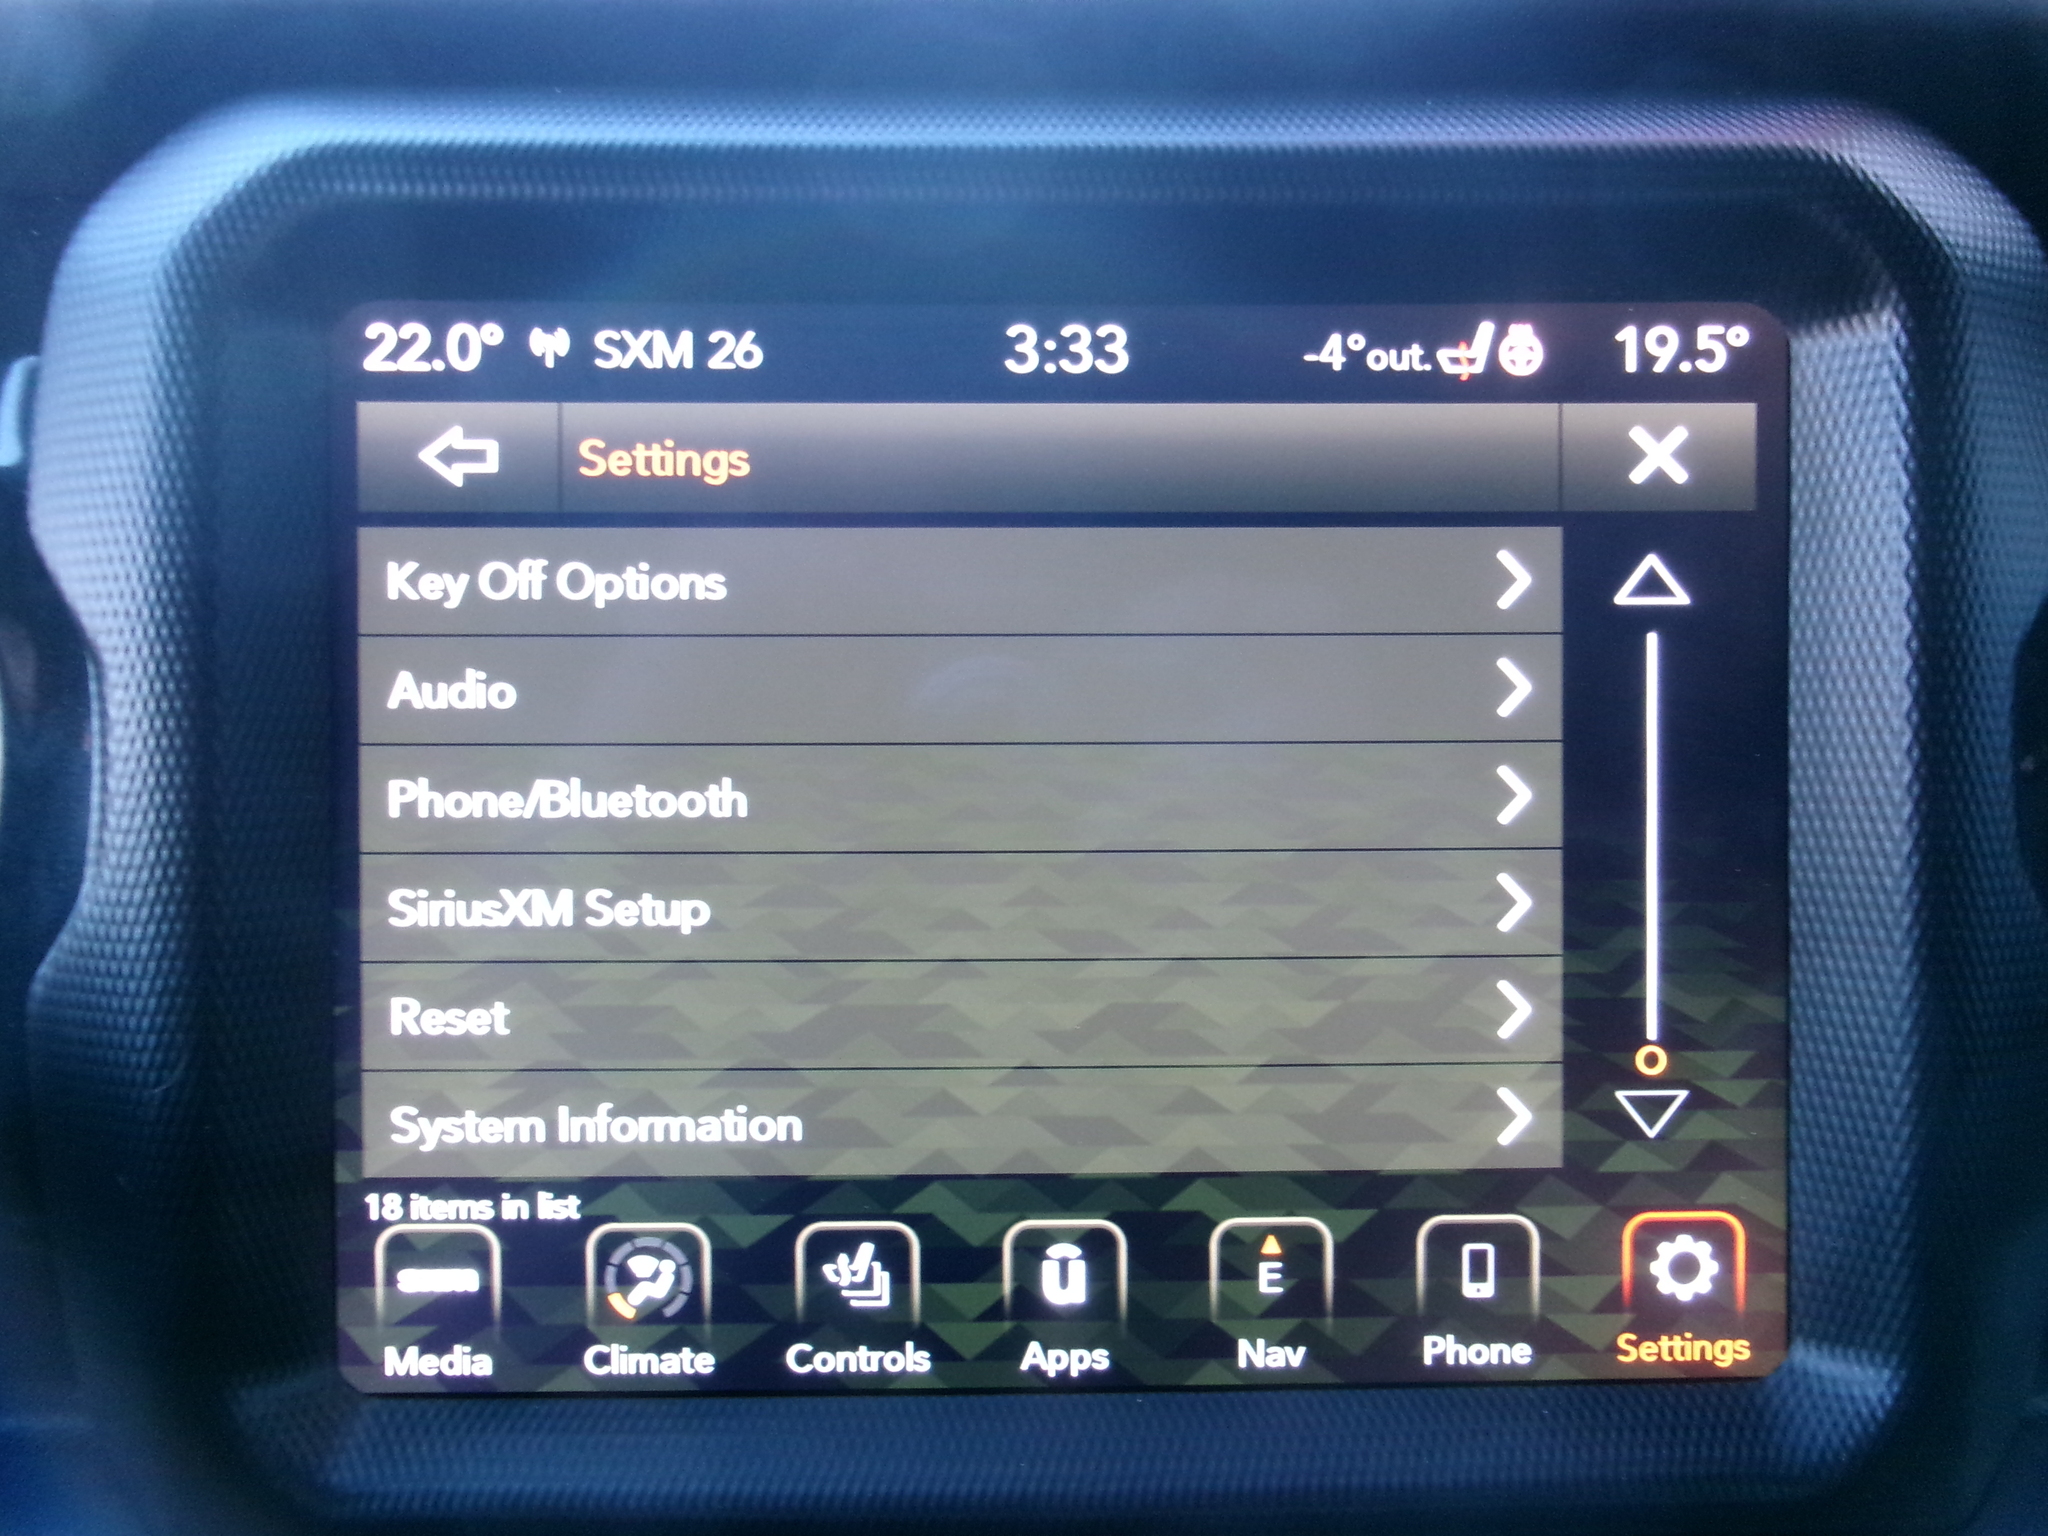 22.0° SXM 26 3:33 -4°out. 19.5°
Settings
Key Off Options
Audio
Phone/Bluetooth
SiriusXM Setup
Reset
System Information
18 items in list
E
Media Climate Controls Apps Nav Phone Settings